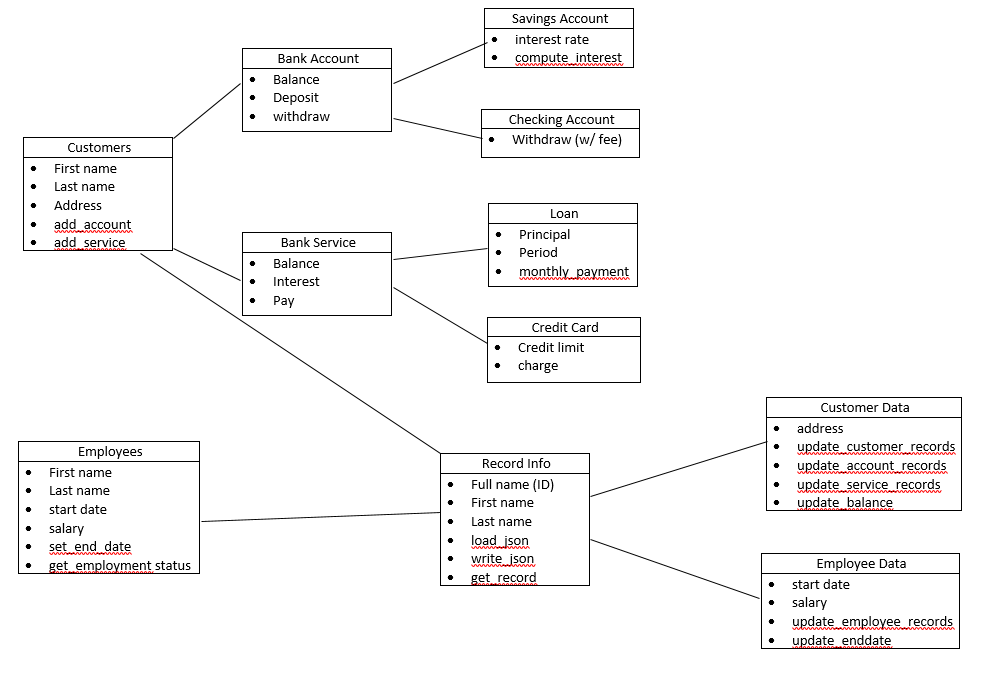 Savings Account
interest rate
compute_interest
Bank Account
Balance
Deposit
withdraw
Checking Account
Withdraw (w/ fee)
Customers
First name
Last name
Address
add_account
add_service
Loan
Principal
Period
monthly_payment
Bank Service
Balance
Interest
Pay
Credit Card
Credit limit
charge
Customer Data
address
update_customer_records
update_account_records
update_service_records
update_balance
Employees
First name
Last name
start date
salary
set_end_date
get_employment status
Record Info
Full name (ID)
First name
Last name
load_json
write_json
get_record
Employee Data
start date
salary
update_employee_records
update_enddate